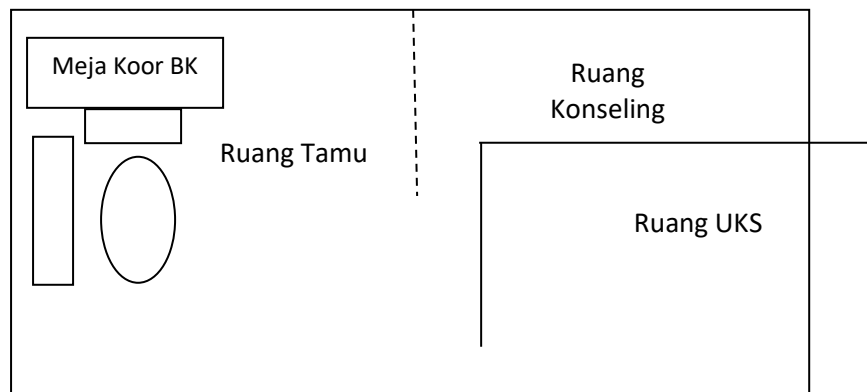 Meja Koor BK
Ruang Tamu
Ruang
Konseling
Ruang UKS